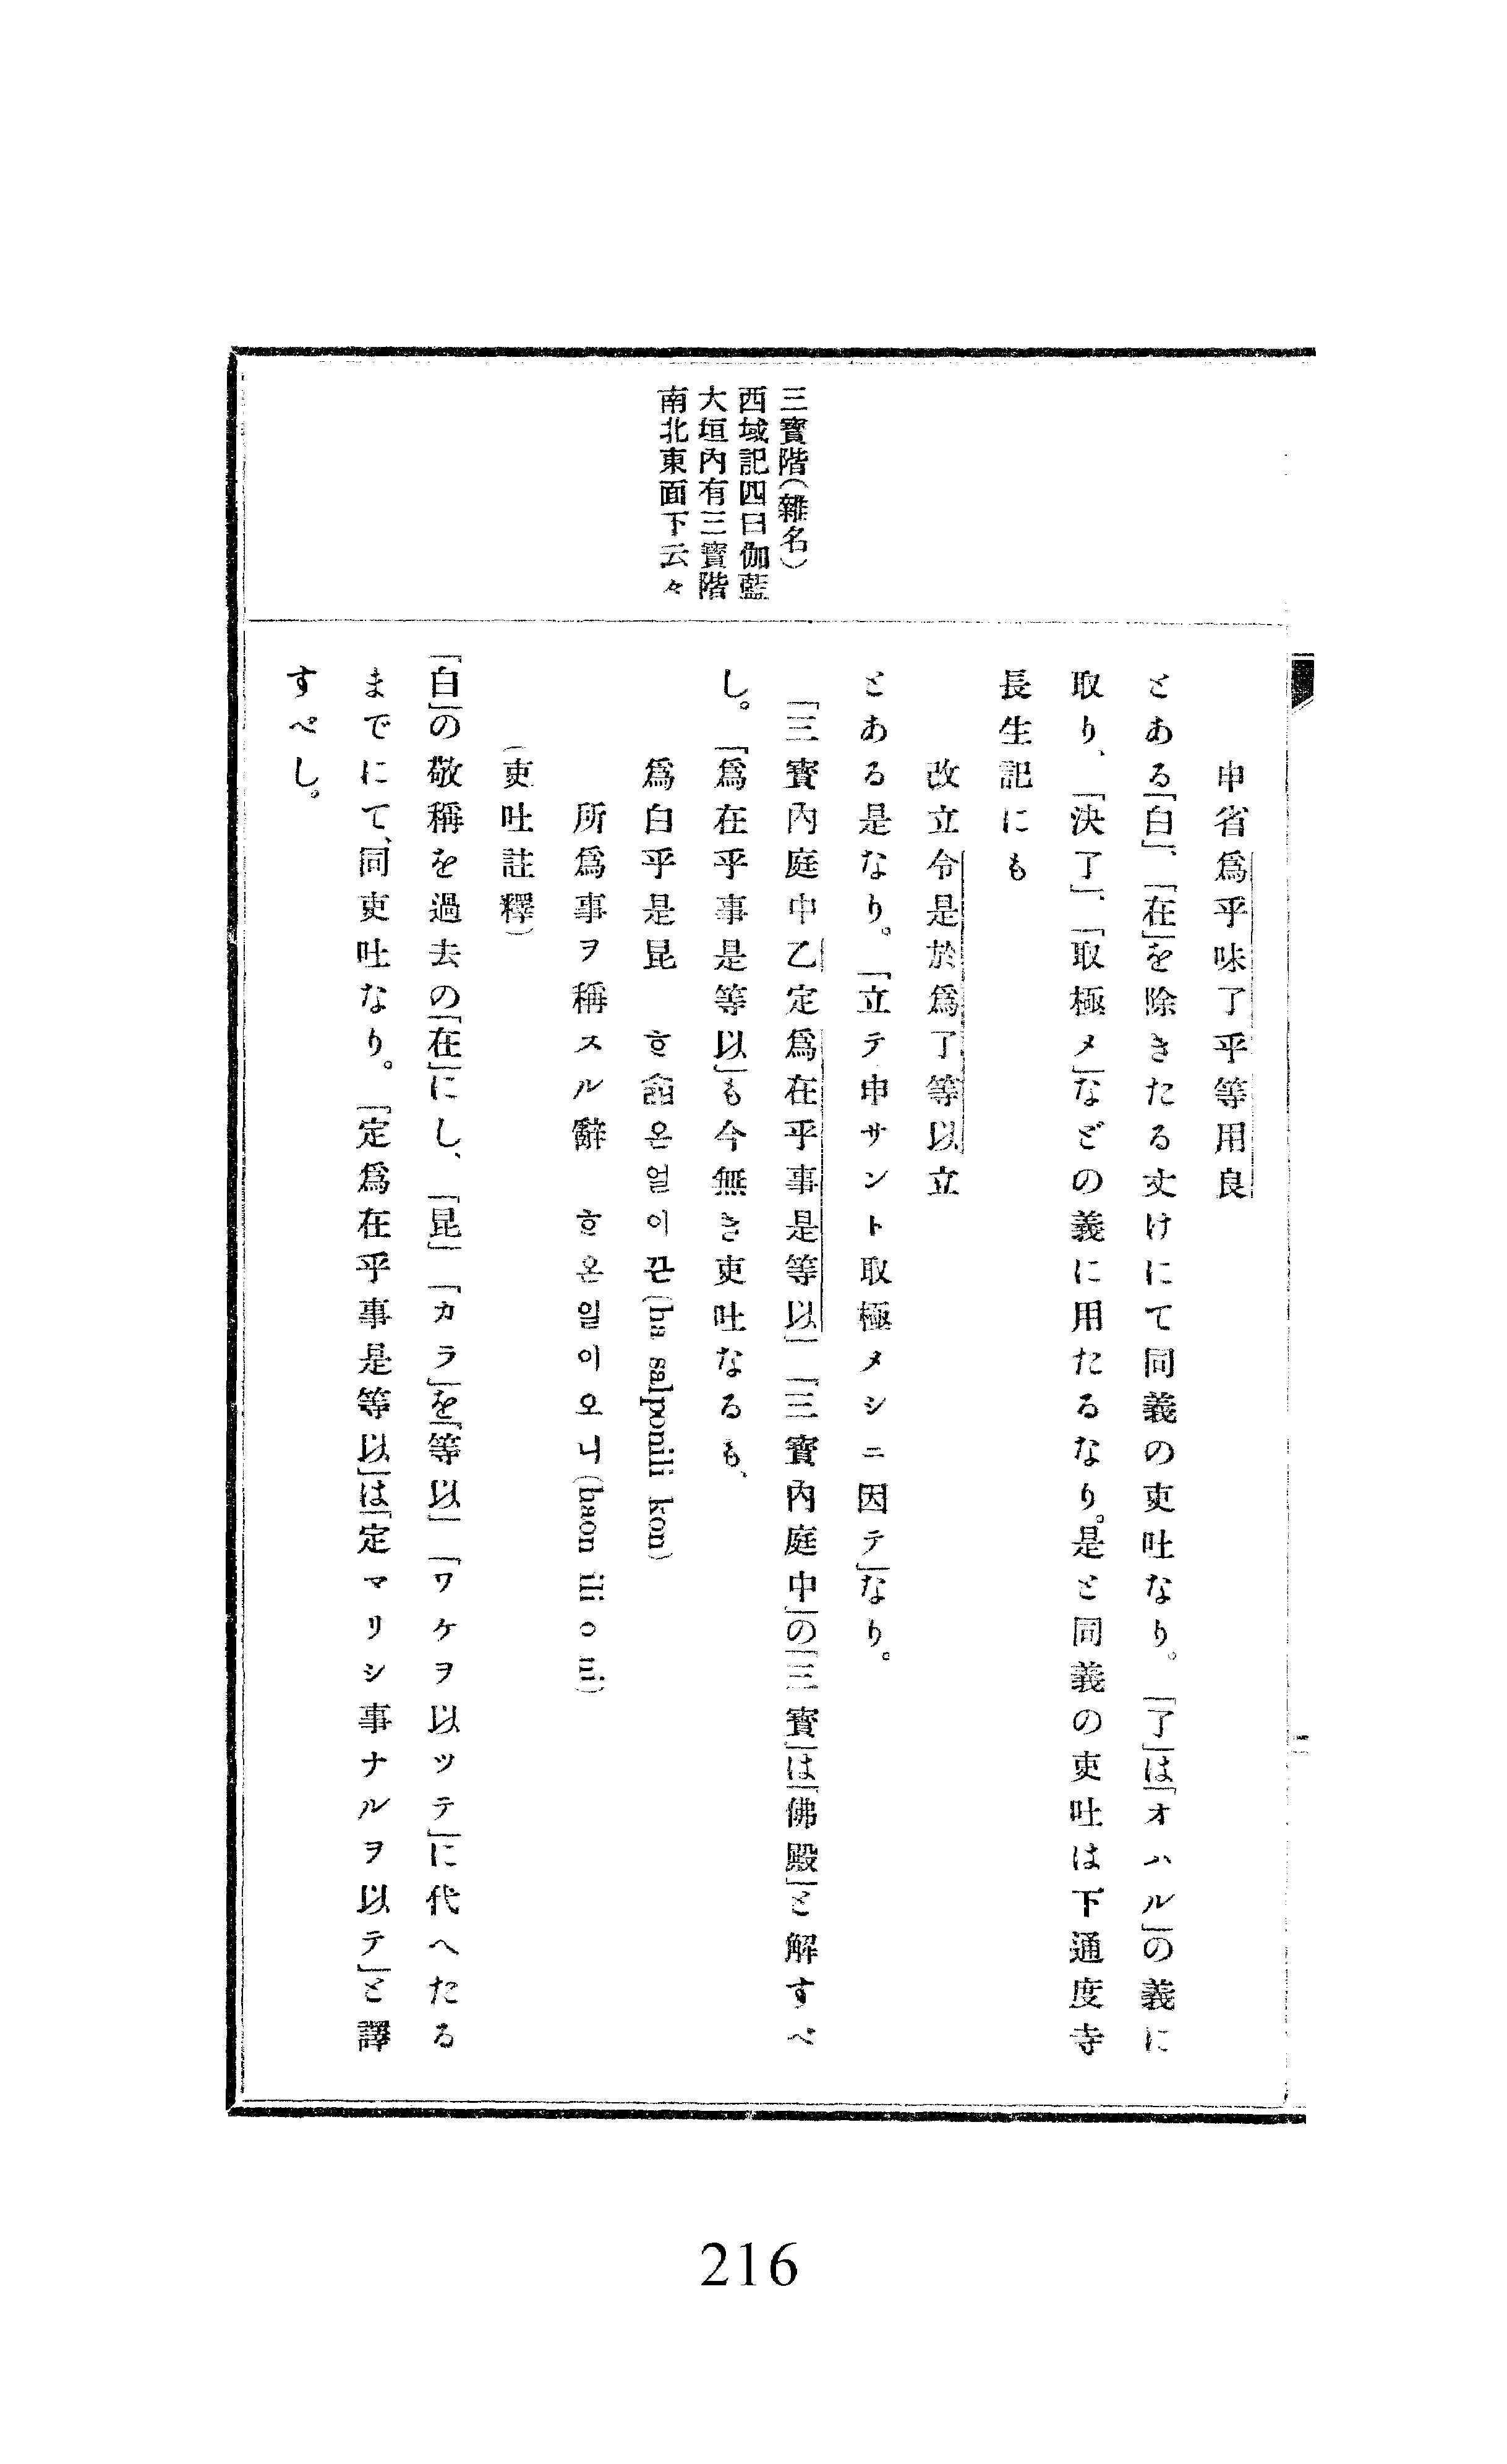 三寶階(雜名)
西域記四曰伽藍
大垣內有三寶階
南北東面下云々
申省爲乎味了乎等用良
とある「白」、「在」を除きたる丈けにて同義の吏吐なり。「了」は「オハル」の義に
取り、「決了」、「取極メ」などの義に用たるなり。是と同義の吏吐は下通度寺
長生記にも
改立令是於爲了等以立
とある是なり。「立テ申サント取極メシニ因テ」なり。
「三寶內庭中乙定爲在乎事是等以」「三寶內庭中」の「三寶」は「佛殿」と解すべ
し。「爲在乎事是等以」も今無き吏吐なるも、
爲白乎是昆 ᄒᆞ옯온일이끈(ha salponili kon)
所爲事ヲ稱スル辭 ᄒᆞ온일이오니(haon ili o ni)
(吏吐註釋)
「白」の敬稱を過去の「在」にし、「昆」「カラ」を「等以」「ワケヲ以ッテ」に代へたる
までにて、同吏吐なり。「定爲在乎事是等以」は「定マリシ事ナルヲ以テ」と譯
すべし。
216